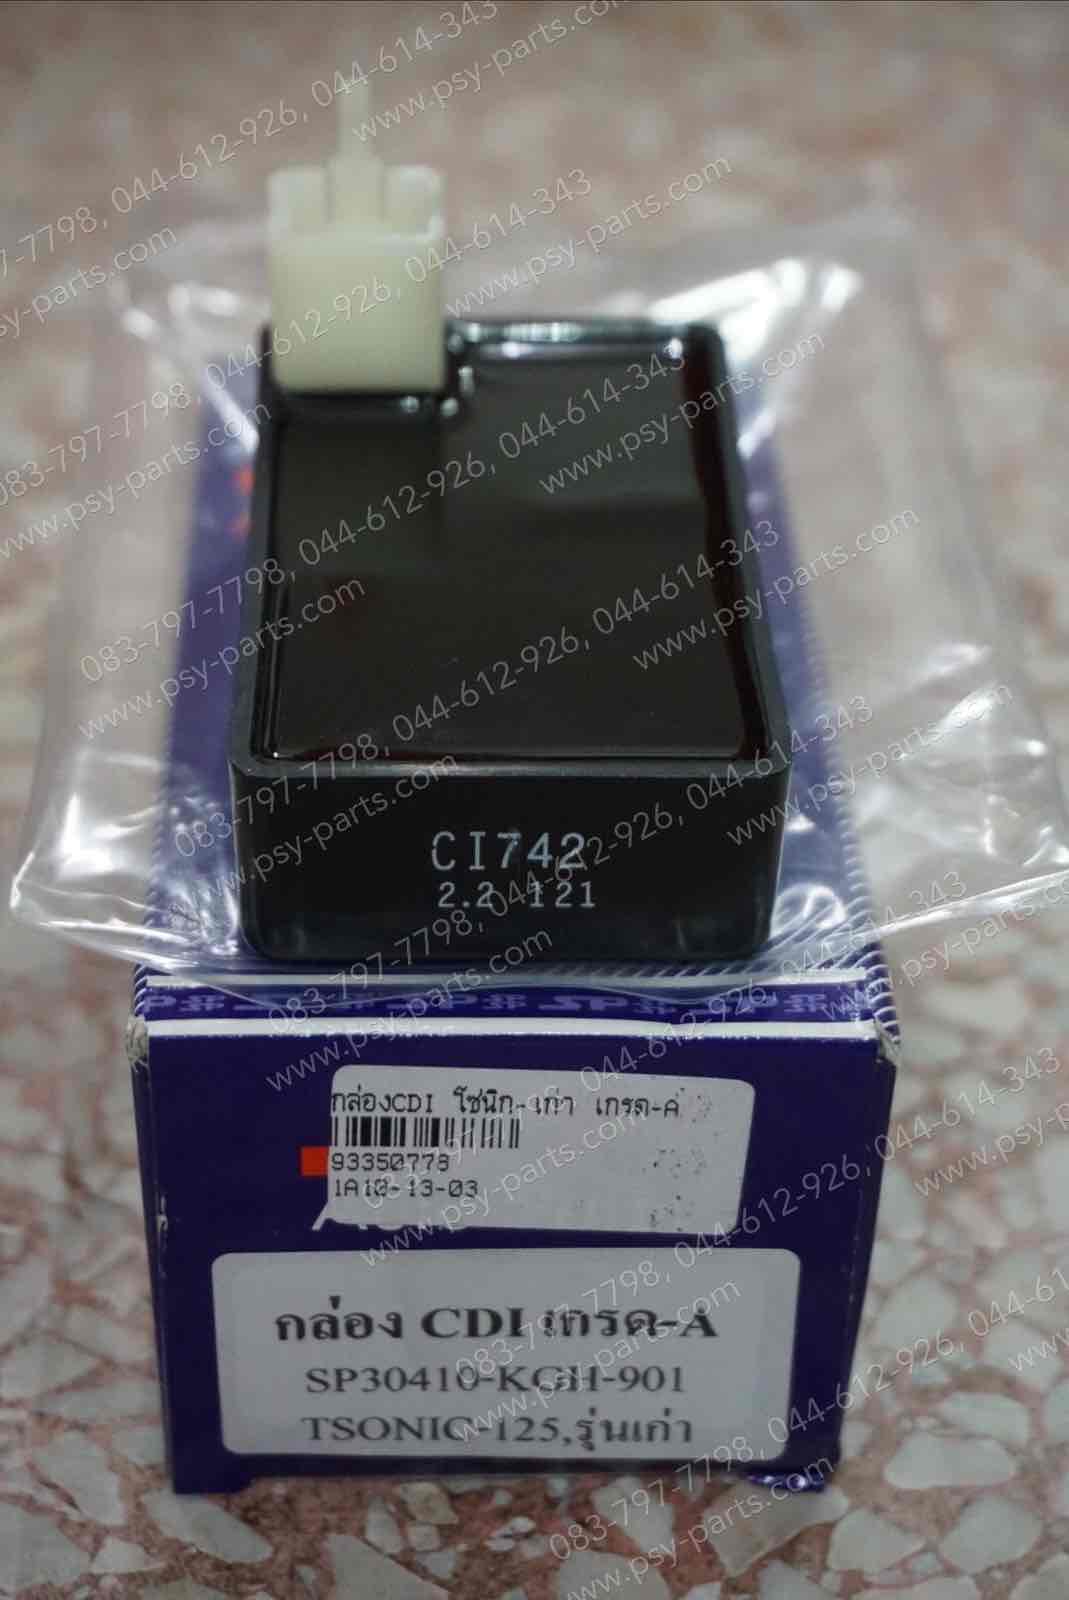 083-797-7798, 044-612-926, 044-614-343
www.psy-parts.com
CI742
2.2 121
กล่องCDI โซนิก-เก่า เกรด-A
93350778
1A10-13-03
กล่อง CDI เกรด-A
SP30410-KGH-901
TSONIC-125,รุ่นเก่า